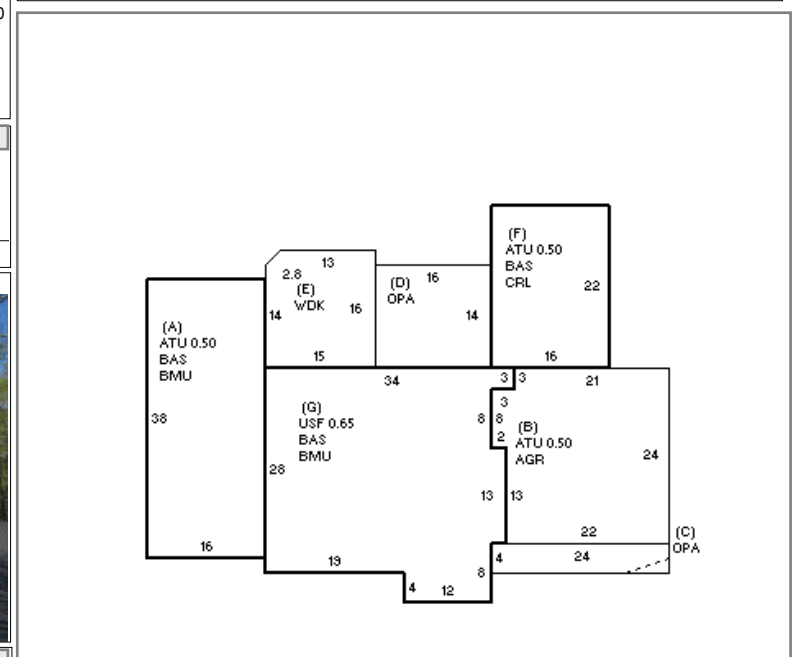 (F)
ATU 0.50
BAS
CRL
22
16
13
2.8
(E)
WDK
16
14
15
(D)
16
OPA
14
(A)
ATU 0.50
BAS
BMU
38
16
34
3
3
21
(G)
USF 0.65
BAS
BMU
28
8
3
8
2
(B)
ATU 0.50
AGR
24
13
13
22
(C)
OPA
4
24
19
8
4
12